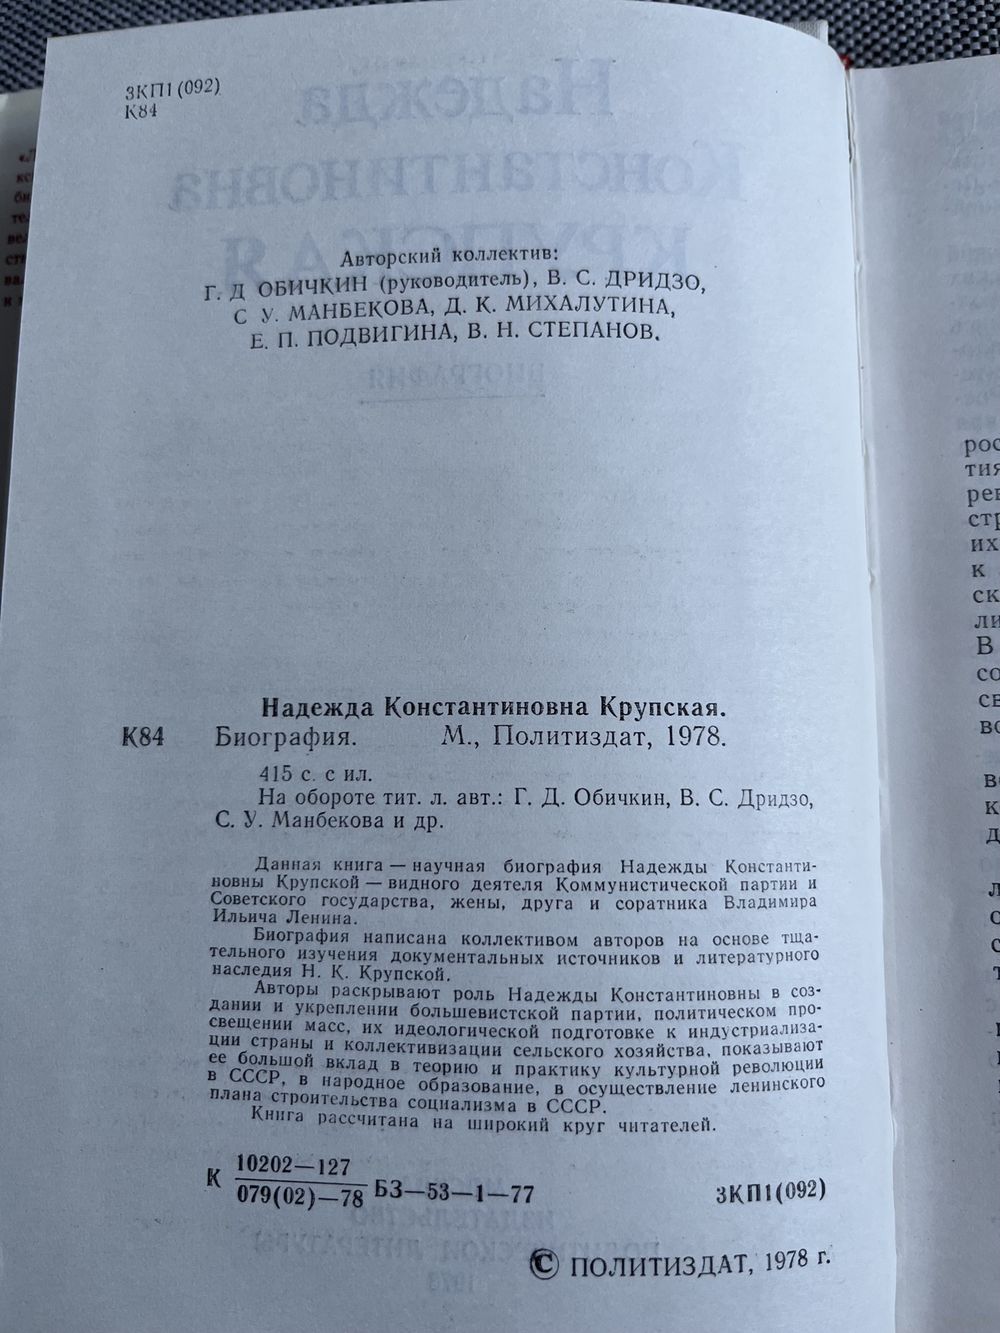 3КП1(092)
К84
Авторский коллектив:
Г. Д ОБИЧКИН (руководитель), В. С. ДРИДЗО,
С У. МАНБЕКОВА, Д. К. МИХАЛУТИНА,
Е. П. ПОДВИГИНА, В. Н. СТЕПАНОВ.
Надежда Константиновна Крупская.
К84 Биография. М., Политиздат, 1978.
415 с. с ил.
На обороте тит. л. авт.: Г. Д. Обичкин, В. С. Дридзо,
С. У. Манбекова и др.
Данная книга — научная биография Надежды Константи-
новны Крупской — видного деятеля Коммунистической партии и
Советского государства, жены, друга и соратника Владимира
Ильича Ленина.
Биография написана коллективом авторов на основе тща-
тельного изучения документальных источников и литературного
наследия Н. К. Крупской.
Авторы раскрывают роль Надежды Константиновны в соз-
дании и укреплении большевистской партии, политическом про-
свещении масс, их идеологической подготовке к индустриализа-
ции страны и коллективизации сельского хозяйства, показывают
ее большой вклад в теорию и практику культурной революции
в СССР, в народное образование, в осуществление ленинского
плана строительства социализма в СССР.
Книга рассчитана на широкий круг читателей.
К 10202—127
079(02)—78 БЗ—53—1—77 3КП1(092)
© ПОЛИТИЗДАТ, 1978 г.